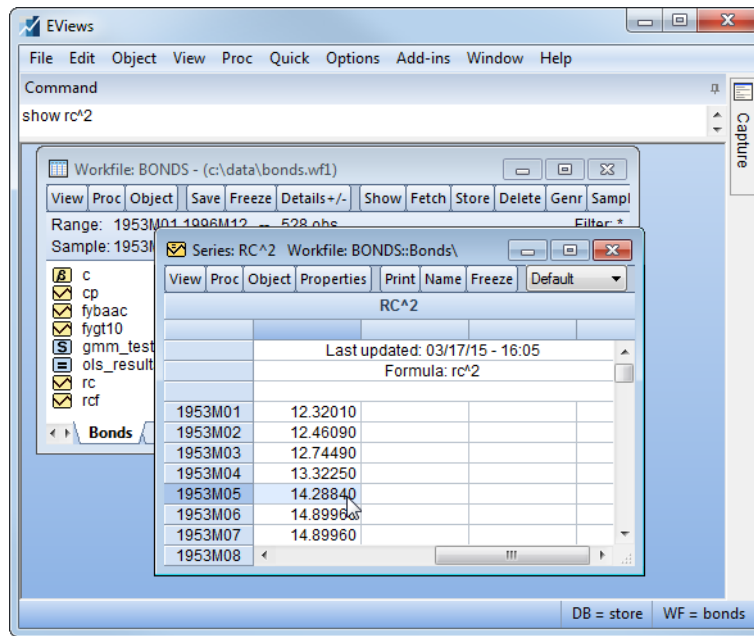 EViews
File Edit Object View Proc Quick Options Add-ins Window Help
Command
show rc^2
Capture
Workfile: BONDS - (c:\data\bonds.wf1)
View Proc Object Save Freeze Details+/- Show Fetch Store Delete Genr Sampl
Range: 1953M01 1996M12 -- 528 obs Filter: *
Sample: 1953M
c
cp
fybaac
fygt10
gmm_test
ols_result
rc
rcf
Bonds
Series: RC^2 Workfile: BONDS::Bonds\
View Proc Object Properties Print Name Freeze Default
RC^2
Last updated: 03/17/15 - 16:05
Formula: rc^2
1953M01 12.32010
1953M02 12.46090
1953M03 12.74490
1953M04 13.32250
1953M05 14.28840
1953M06 14.89960
1953M07 14.89960
1953M08
DB = store WF = bonds